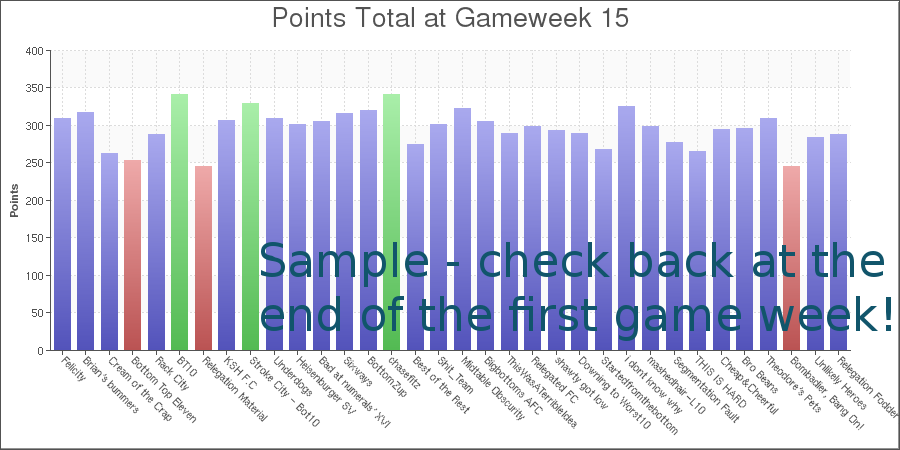 Points Total at Gameweek 15
400
350
300
250
200
150
100
50
0
Points
Sample - check back at the
end of the first game week!
Felicity
Brian's bummers
Cream of the Crap
Bottom Top Eleven
Rack City
BT10
Relegation Material
KSH F.C
Stroke City - Bot10
Underdogs
Heisenburger SV
Bad at numerals' XVI
Sixways
BottomZup
chasefitz
Best of the Rest
Shit_Team
Midtable Obscurity
Bigbottoms AFC
ThisWasATerribleIdea
Relegated FC
shawty got low
Downing to Worst10
Startedfromthebottom
I dont know why
mashedhair-L10
Segmentation Fault
THIS IS HARD
Cheap&Cheerful
Bro Beans
Theodore's Pets
Bombadier, Bang On!
Unlikely Heroes
Relegation Fodder